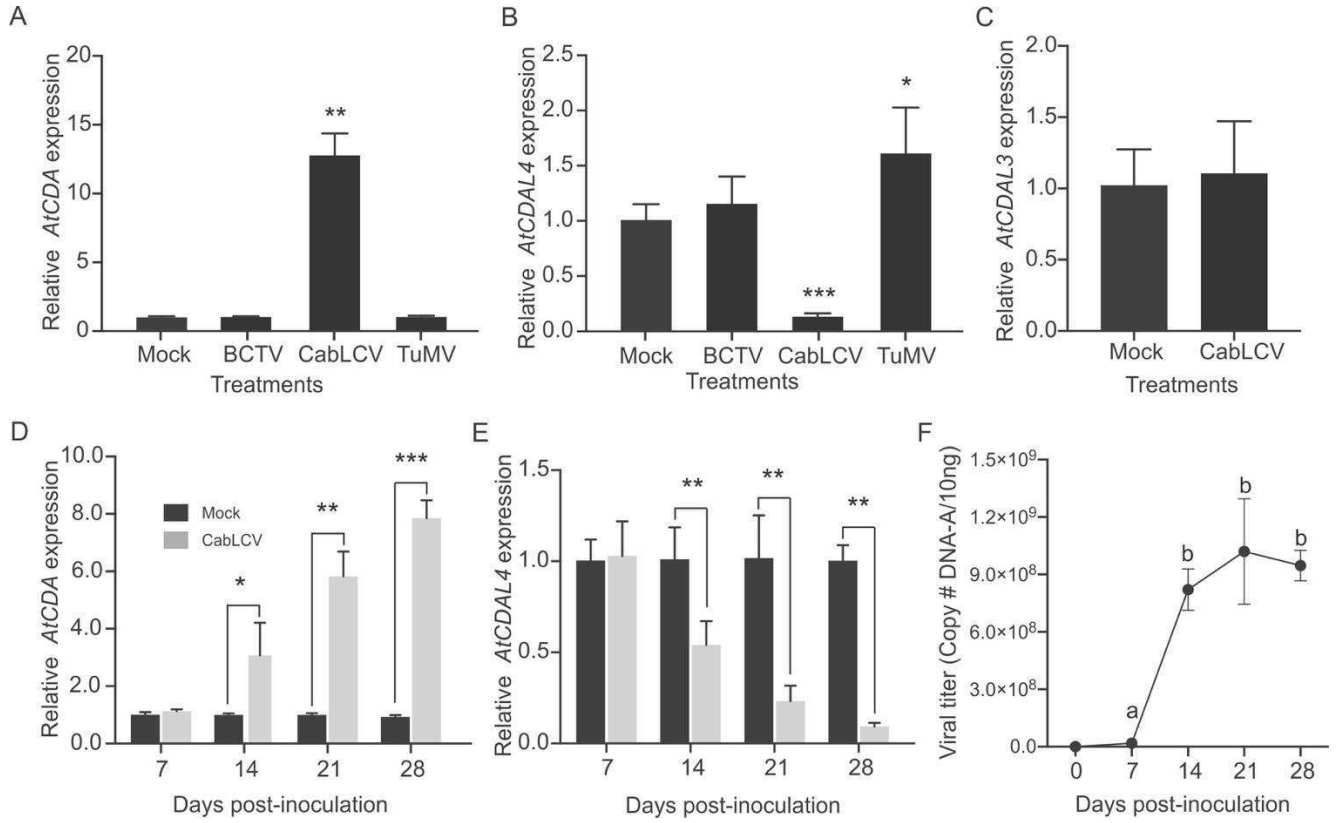 A
Relative AtCDA expression
20
15
10
5
0
**
Mock BCTV CabLCV TuMV
Treatments
B
Relative AtCDAL4 expression
2.5
2.0
1.5
1.0
0.5
0.0
***
*
Mock BCTV CabLCV TuMV
Treatments
C
Relative AtCDAL3 expression
2.0
1.5
1.0
0.5
0.0
Mock CabLCV
Treatments
D
Relative AtCDA expression
10.0
8.0
6.0
4.0
2.0
0.0
Mock
CabLCV
*
**
***
7 14 21 28
Days post-inoculation
E
Relative AtCDAL4 expression
1.5
1.0
0.5
0.0
**
**
**
7 14 21 28
Days post-inoculation
F
Viral titer (Copy # DNA-A/10ng)
1.5×10⁹
1.2×10⁹
9.0×10⁸
6.0×10⁸
3.0×10⁸
0.0
a
b
b
b
0 7 14 21 28
Days post-inoculation